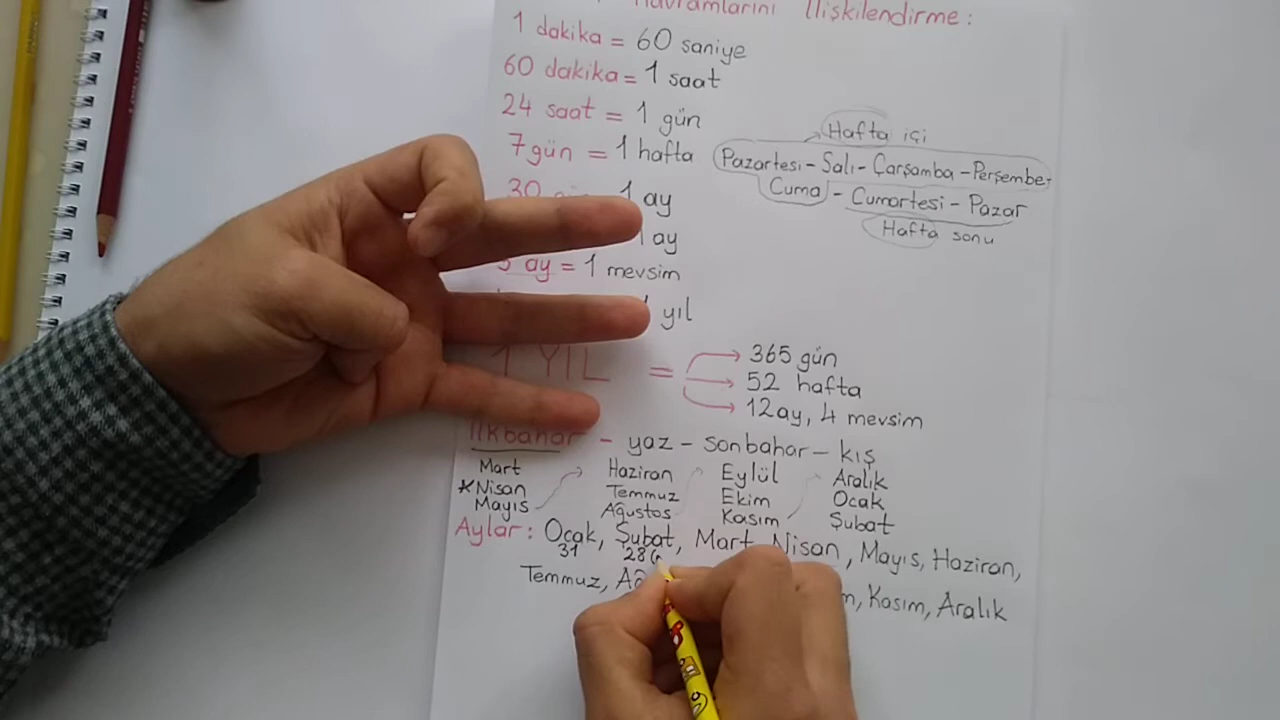 Kavramlarını İlişkilendirme:
1 dakika = 60 saniye
60 dakika = 1 saat
24 saat = 1 gün
7 gün = 1 hafta
Hafta içi
Pazartesi - Salı - Çarşamba - Perşembe,
Cuma - Cumartesi - Pazar
Hafta sonu
30 1 ay
1 ay
3 ay = 1 mevsim
yıl
1 YIL =
365 gün
52 hafta
12ay, 4 mevsim
İlkbahar - yaz - sonbahar - kış
Mart Haziran Eylül Aralık
Nisan Temmuz Ekim Ocak
Mayıs Ağustos Kasım Şubat
Aylar: Ocak, Şubat, Mart, Nisan, Mayıs, Haziran,
31 28
Temmuz, Kasım, Aralık